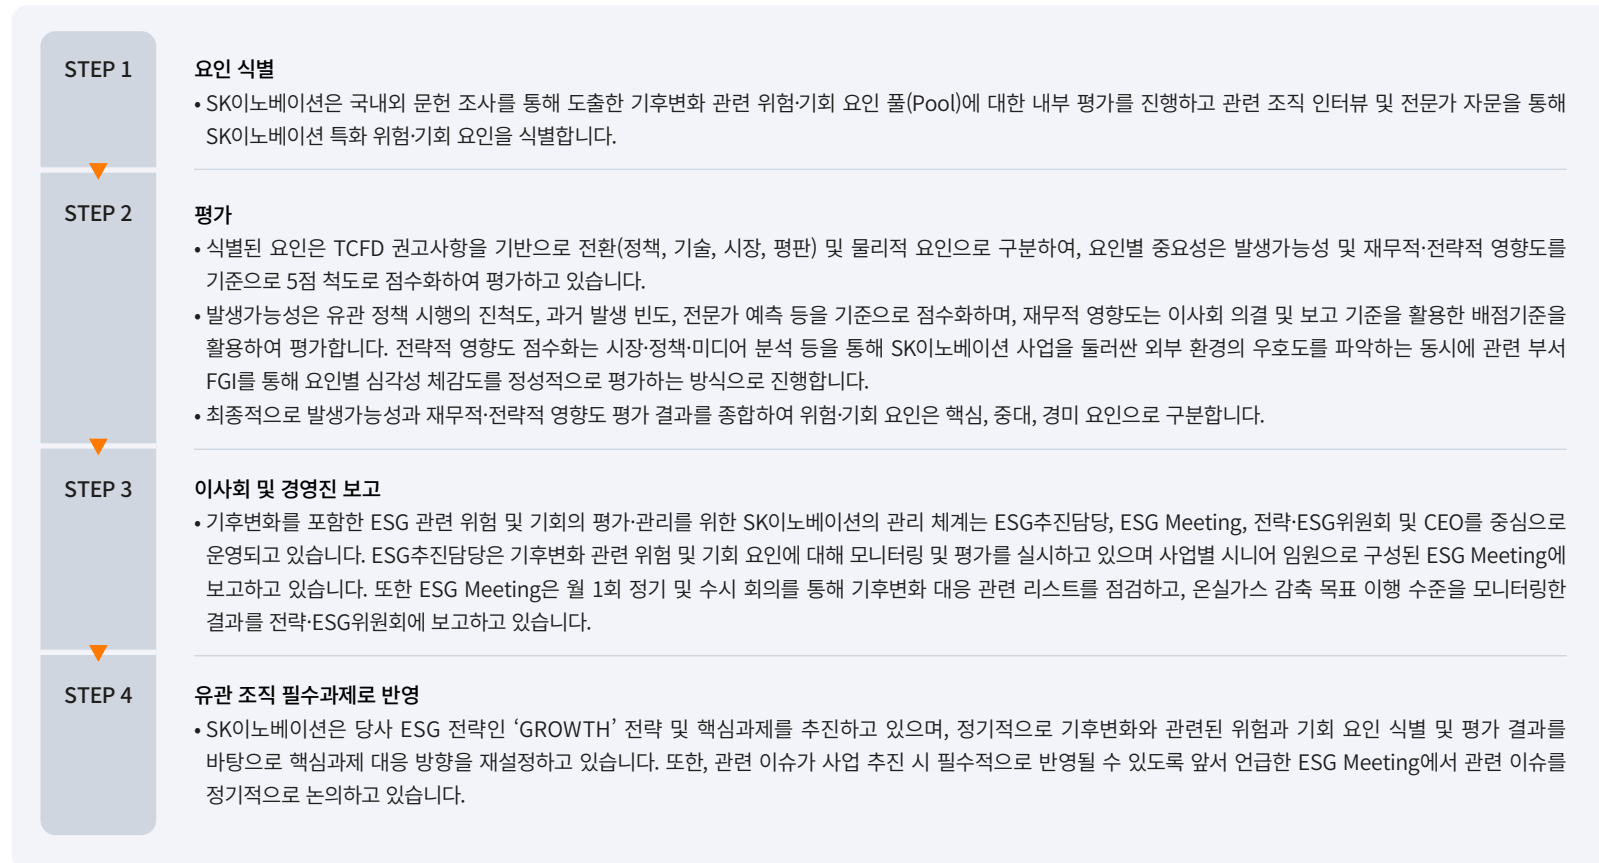 STEP 1
요인 식별
• SK이노베이션은 국내외 문헌 조사를 통해 도출한 기후변화 관련 위험·기회 요인 풀(Pool)에 대한 내부 평가를 진행하고 관련 조직 인터뷰 및 전문가 자문을 통해
SK이노베이션 특화 위험·기회 요인을 식별합니다.
STEP 2
평가
• 식별된 요인은 TCFD 권고사항을 기반으로 전환(정책, 기술, 시장, 평판) 및 물리적 요인으로 구분하여, 요인별 중요성은 발생가능성 및 재무적·전략적 영향도를
기준으로 5점 척도로 점수화하여 평가하고 있습니다.
• 발생가능성은 유관 정책 시행의 진척도, 과거 발생 빈도, 전문가 예측 등을 기준으로 점수화하며, 재무적 영향도는 이사회 의결 및 보고 기준을 활용한 배점기준을
활용하여 평가합니다. 전략적 영향도 점수화는 시장·정책·미디어 분석 등을 통해 SK이노베이션 사업을 둘러싼 외부 환경의 우호도를 파악하는 동시에 관련 부서
FGI를 통해 요인별 심각성 체감도를 정성적으로 평가하는 방식으로 진행합니다.
• 최종적으로 발생가능성과 재무적·전략적 영향도 평가 결과를 종합하여 위험·기회 요인은 핵심, 중대, 경미 요인으로 구분합니다.
STEP 3
이사회 및 경영진 보고
• 기후변화를 포함한 ESG 관련 위험 및 기회의 평가·관리를 위한 SK이노베이션의 관리 체계는 ESG추진담당, ESG Meeting, 전략·ESG위원회 및 CEO를 중심으로
운영되고 있습니다. ESG추진담당은 기후변화 관련 위험 및 기회 요인에 대해 모니터링 및 평가를 실시하고 있으며 사업별 시니어 임원으로 구성된 ESG Meeting에
보고하고 있습니다. 또한 ESG Meeting은 월 1회 정기 및 수시 회의를 통해 기후변화 대응 관련 리스트를 점검하고, 온실가스 감축 목표 이행 수준을 모니터링한
결과를 전략·ESG위원회에 보고하고 있습니다.
STEP 4
유관 조직 필수과제로 반영
• SK이노베이션은 당사 ESG 전략인 ‘GROWTH’ 전략 및 핵심과제를 추진하고 있으며, 정기적으로 기후변화와 관련된 위험과 기회 요인 식별 및 평가 결과를
바탕으로 핵심과제 대응 방향을 재설정하고 있습니다. 또한, 관련 이슈가 사업 추진 시 필수적으로 반영될 수 있도록 앞서 언급한 ESG Meeting에서 관련 이슈를
정기적으로 논의하고 있습니다.